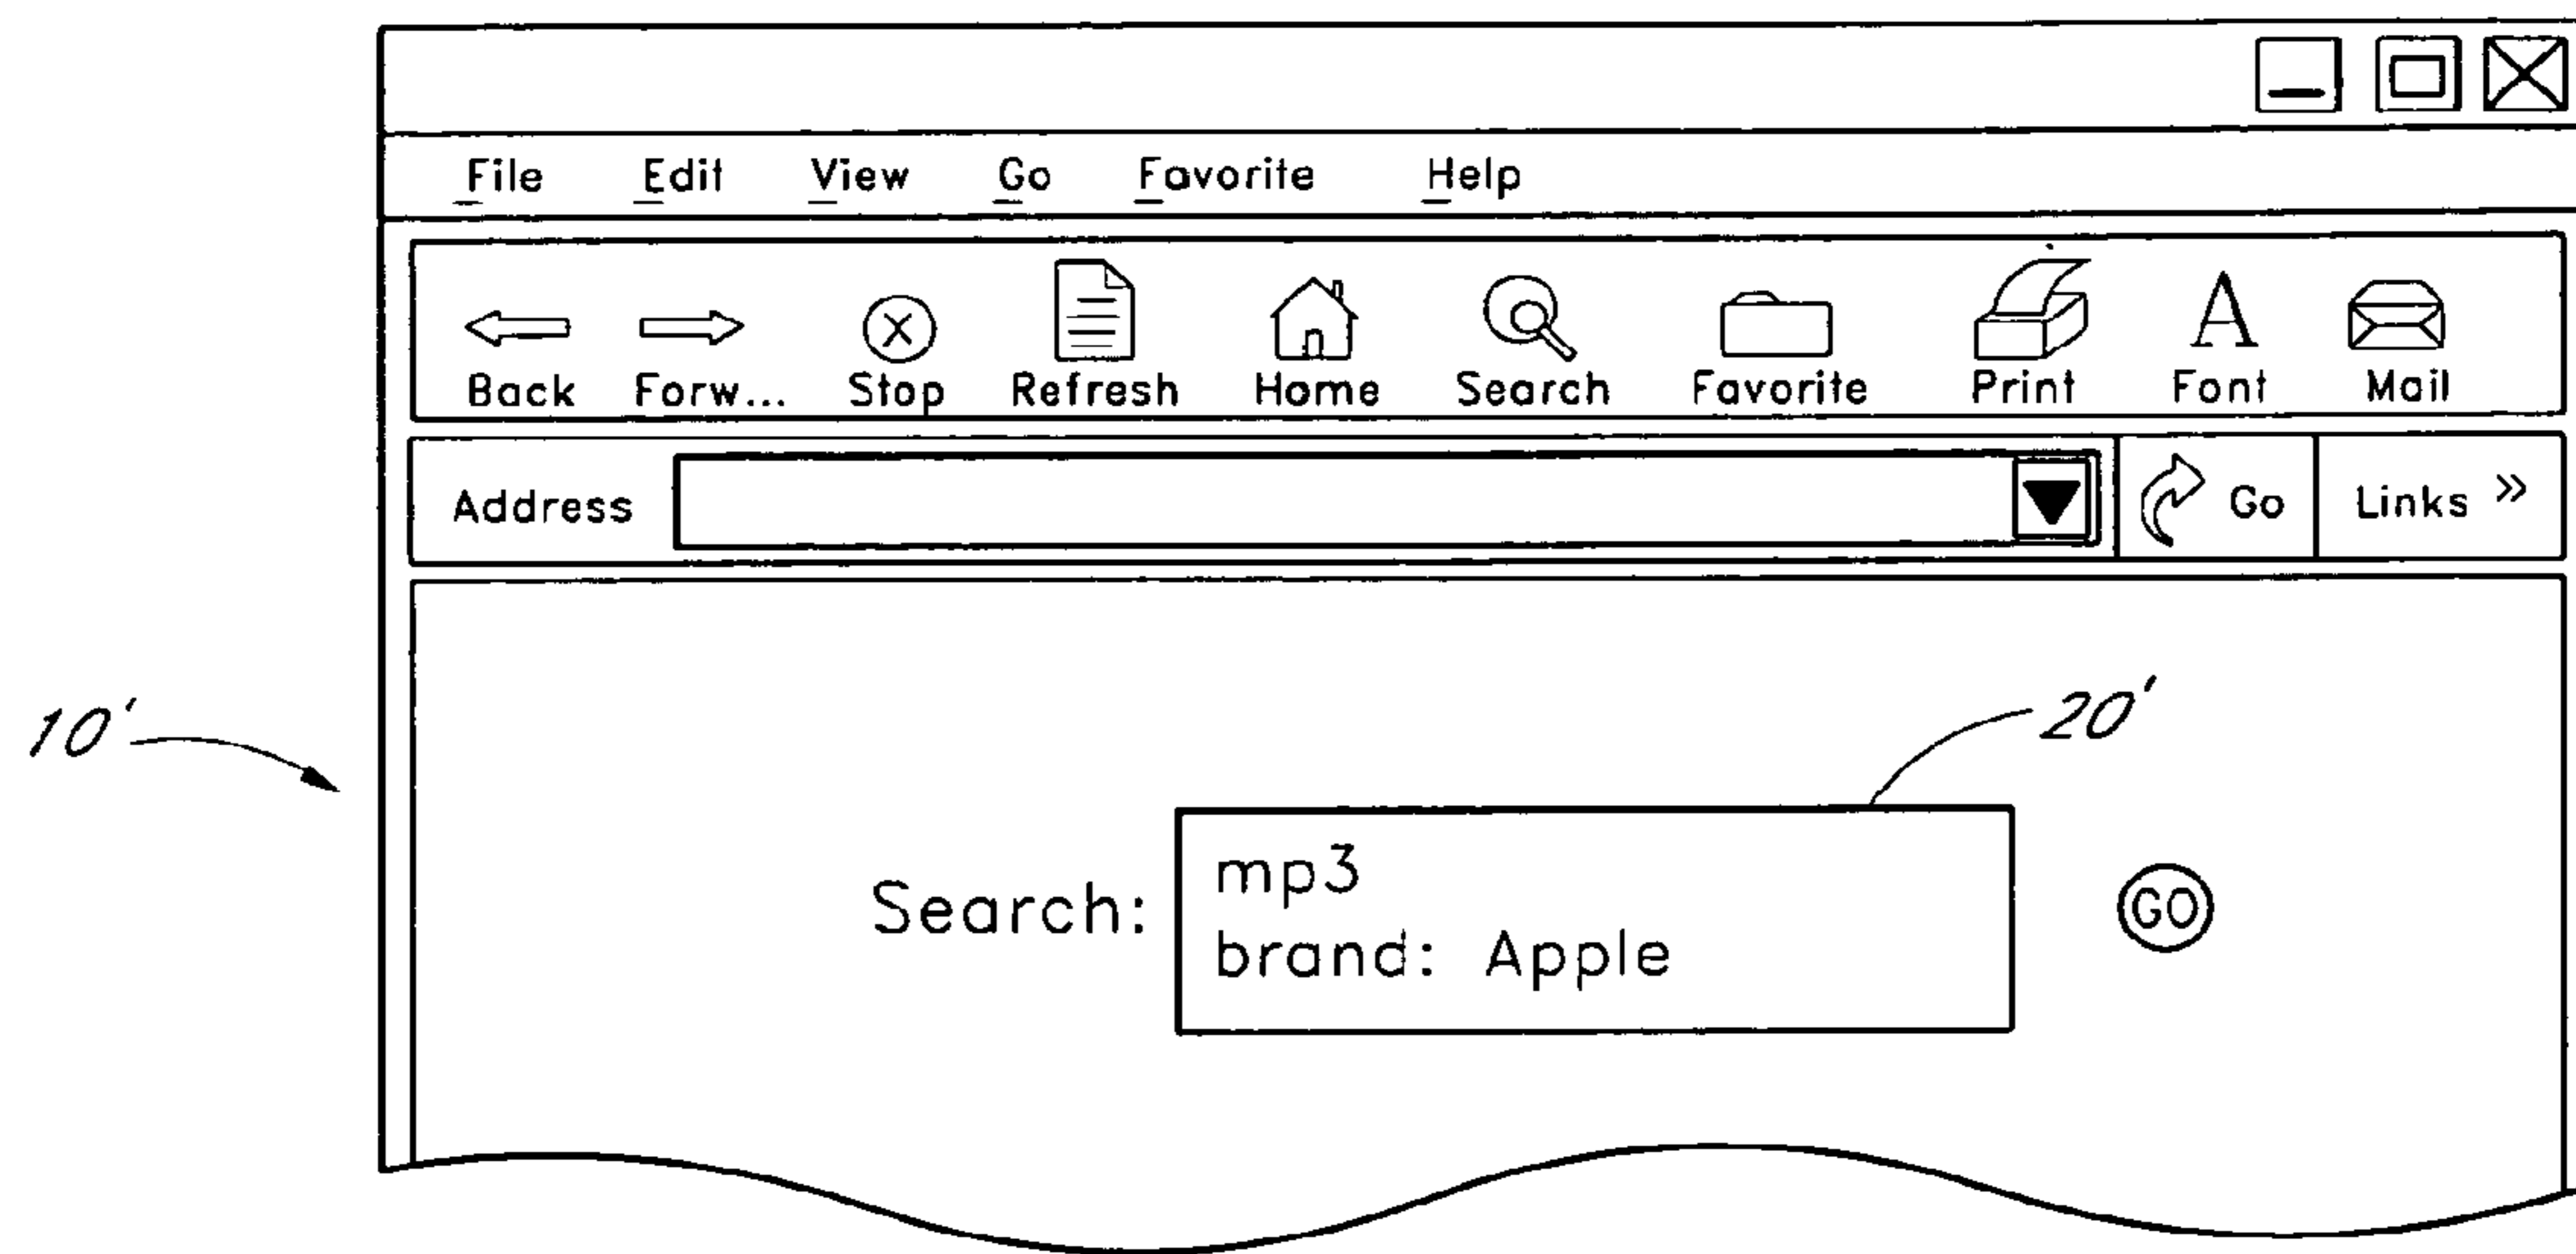 File Edit View Go Favorite Help
Back Forw... Stop Refresh Home Search Favorite A Print Font Mail
Address Go Links »
10'
20'
Search: mp3 GO
brand: Apple